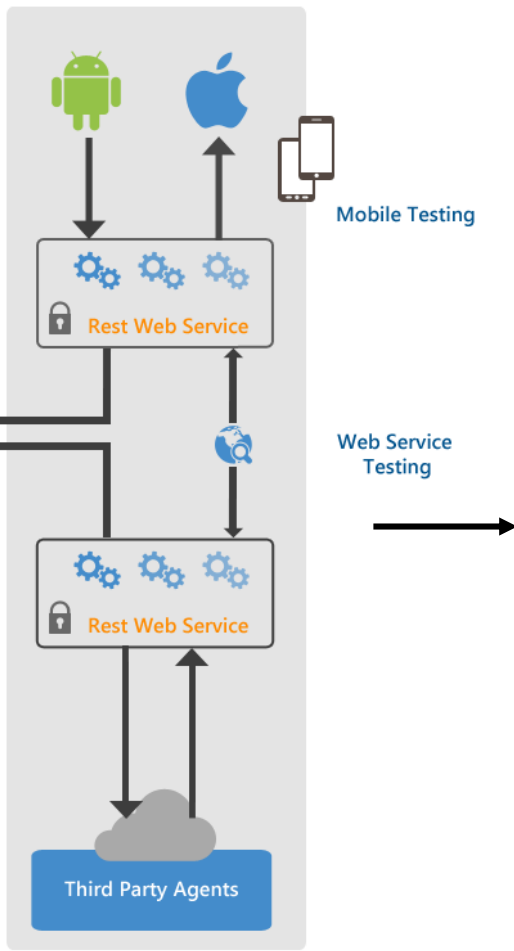 Mobile Testing
Rest Web Service
Web Service
Testing
Rest Web Service
Third Party Agents